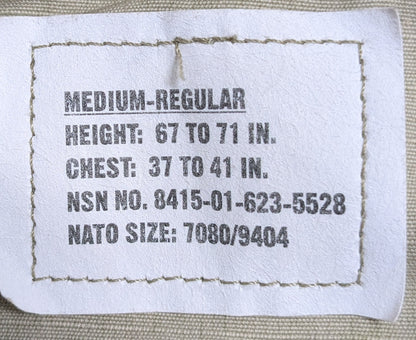 MEDIUM-REGULAR
HEIGHT: 67 TO 71 IN.
CHEST: 37 TO 41 IN.
NSN NO. 8415-01-623-5528
NATO SIZE: 7080/9404